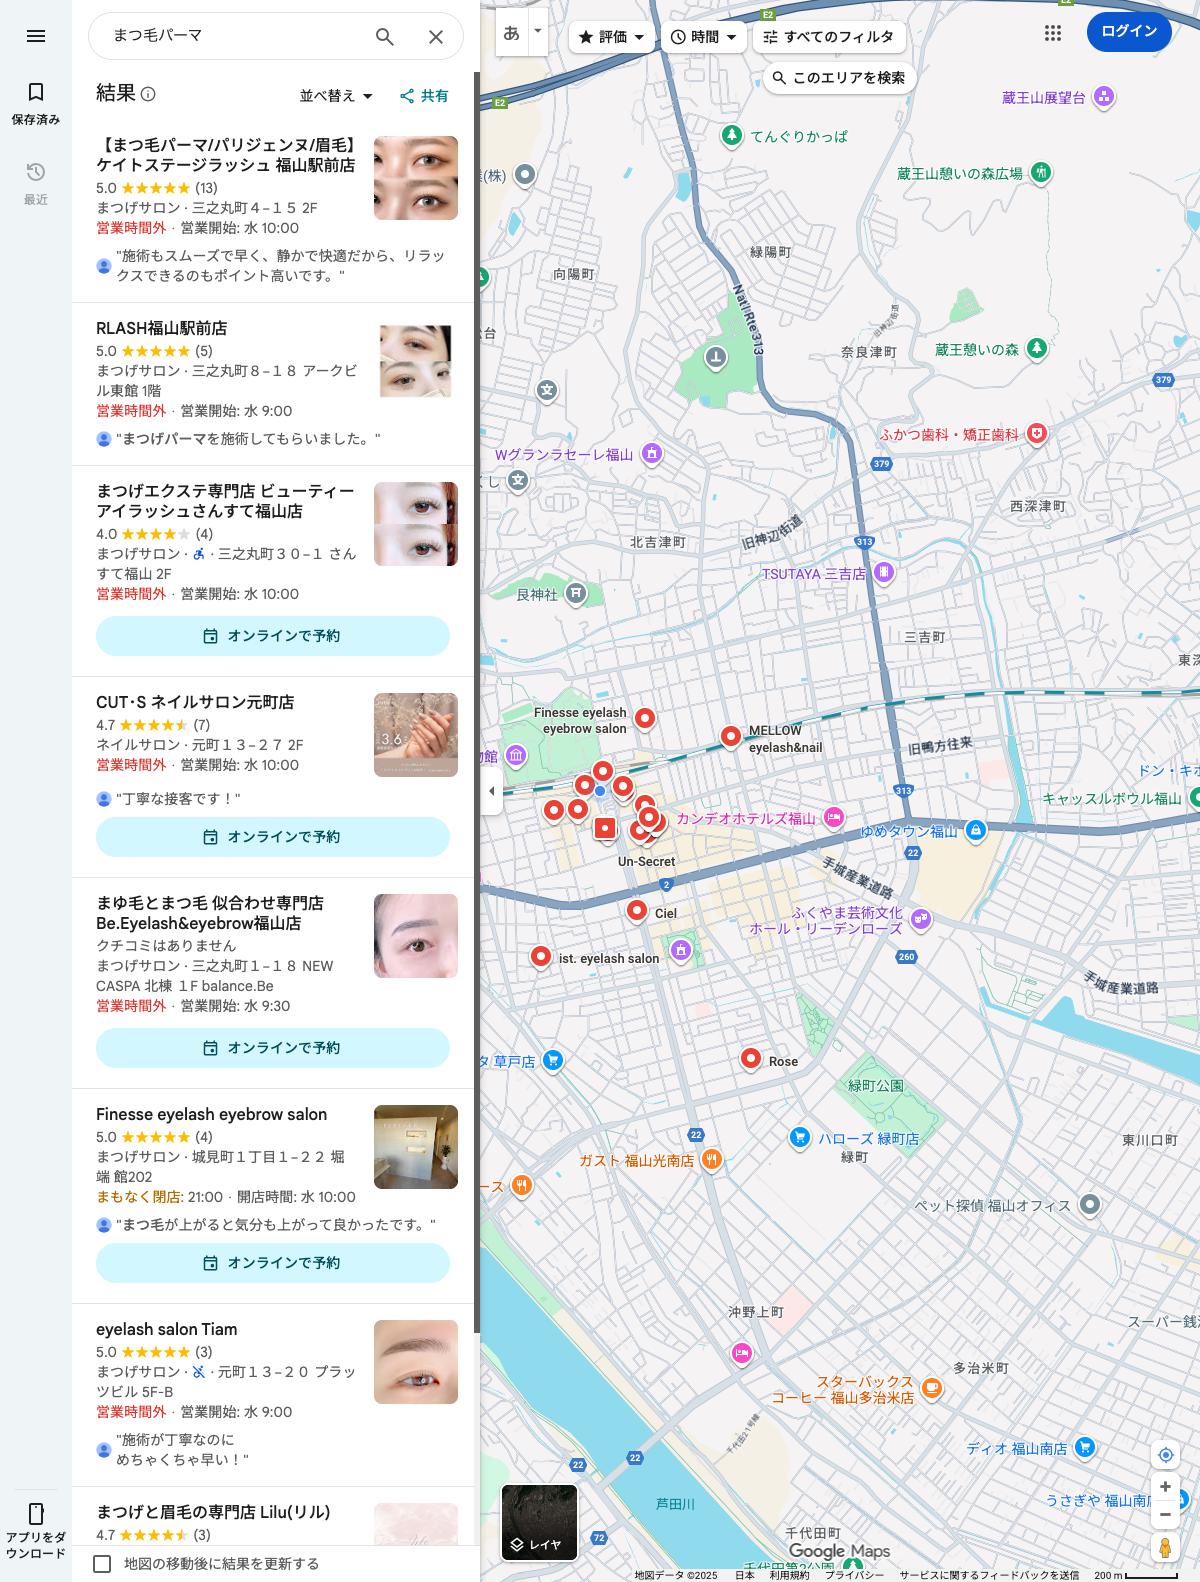 まつ毛パーマ
保存済み
最近
アプリをダ
ウンロード
結果
並べ替え
共有
【まつ毛パーマ/パリジェンヌ/眉毛】
ケイトステージラッシュ 福山駅前店
5.0 (13)
まつげサロン · 三之丸町４−１５ 2F
営業時間外 · 営業開始: 水 10:00
"施術もスムーズで早く、静かで快適だから、リラッ
クスできるのもポイント高いです。"
RLASH福山駅前店
5.0 (5)
まつげサロン · 三之丸町８−１８ アークビ
ル東館 1階
営業時間外 · 営業開始: 水 9:00
"まつげパーマを施術してもらいました。"
まつげエクステ専門店 ビューティー
アイラッシュさんすて福山店
4.0 (4)
まつげサロン · · 三之丸町３０−１ さん
すて福山 2F
営業時間外 · 営業開始: 水 10:00
オンラインで予約
CUT･S ネイルサロン元町店
4.7 (7)
ネイルサロン · 元町１３−２７ 2F
営業時間外 · 営業開始: 水 10:00
"丁寧な接客です！"
オンラインで予約
まゆ毛とまつ毛 似合わせ専門店
Be.Eyelash&eyebrow福山店
クチコミはありません
まつげサロン · 三之丸町１−１８ NEW
CASPA 北棟 １F balance.Be
営業時間外 · 営業開始: 水 9:30
オンラインで予約
Finesse eyelash eyebrow salon
5.0 (4)
まつげサロン · 城見町１丁目１−２２ 堀
端 館202
まもなく閉店: 21:00 · 開店時間: 水 10:00
"まつ毛が上がると気分も上がって良かったです。"
オンラインで予約
eyelash salon Tiam
5.0 (3)
まつげサロン · · 元町１３−２０ プラッ
ツビル 5F-B
営業時間外 · 営業開始: 水 9:00
"施術が丁寧なのに
めちゃくちゃ早い！"
まつげと眉毛の専門店 Lilu(リル)
4.7 (3)
地図の移動後に結果を更新する
あ
評価
時間
すべてのフィルタ
ログイン
このエリアを検索
E2
E2
蔵王山展望台
てんぐりかっぱ
(株)
蔵王山憩いの森広場
緑陽町
向陽町
Nat'l Rte 313
旧神辺街道
奈良津町
蔵王憩いの森
379
ふかつ歯科・矯正歯科
Wグランラセーレ福山
379
西深津町
北吉津町
旧神辺街道
313
TSUTAYA 三吉店
艮神社
三吉町
東深
Finesse eyelash
eyebrow salon
MELLOW
eyelash&nail
旧鴨方往来
物館
ドン・キホ
313
キャッスルボウル福山
カンデオホテルズ福山
ゆめタウン福山
22
Un-Secret
手城産業道路
2
Ciel
ふくやま芸術文化
ホール・リーデンローズ
ist. eyelash salon
260
手城産業道路
タ 草戸店
Rose
緑町公園
22
ハローズ 緑町店
東川口町
緑町
ガスト 福山光南店
ース
ペット探偵 福山オフィス
沖野上町
スーパー銭湯
多治米町
スターバックス
コーヒー 福山多治米店
千代田21号線
ディオ 福山南店
22
22
うさぎや 福山南店
芦田川
レイヤ
72
千代田町
Google Maps
千代田第2公園
地図データ ©2025
日本
利用規約
プライバシー
サービスに関するフィードバックを送信
200 m